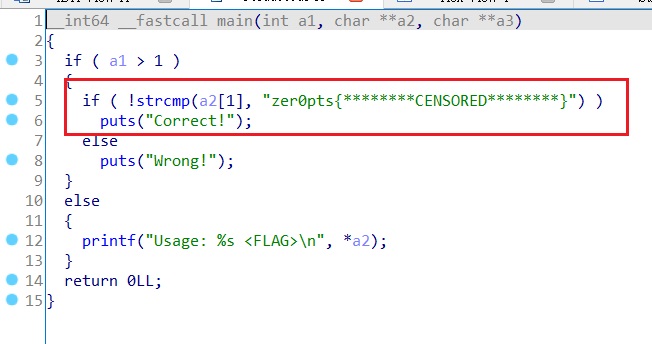 1 __int64 __fastcall main(int a1, char **a2, char **a3)
2 {
3 if ( a1 > 1 )
4 {
5 if ( !strcmp(a2[1], "zer0pts{********CENSORED********}") )
6 puts("Correct!");
7 else
8 puts("Wrong!");
9 }
10 else
11 {
12 printf("Usage: %s <FLAG>\n", *a2);
13 }
14 return 0LL;
15 }